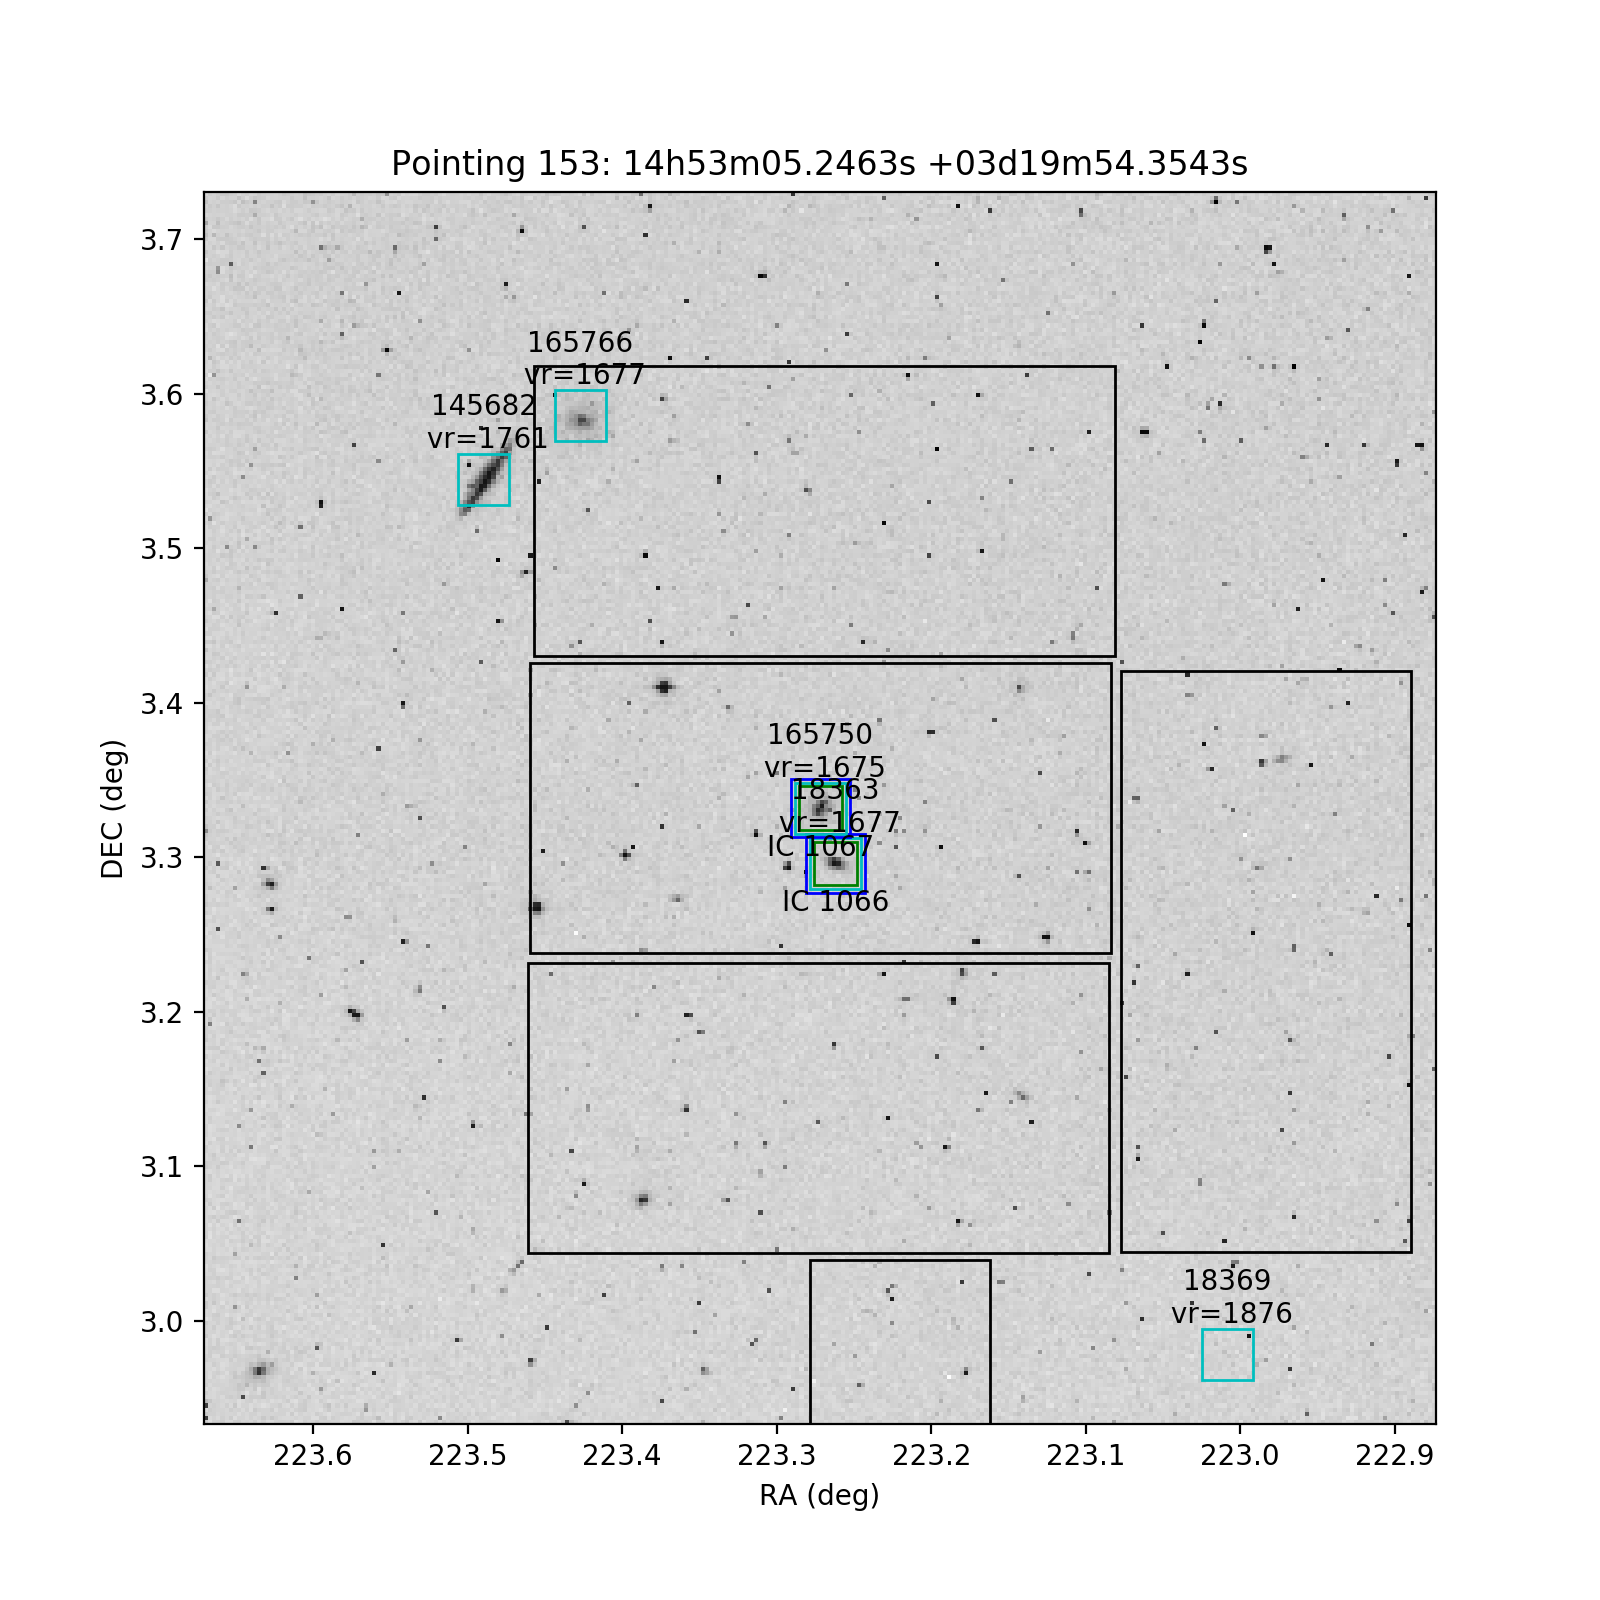 Pointing 153: 14h53m05.2463s +03d19m54.3543s
3.7
3.6
3.5
3.4
3.3
3.2
3.1
3.0
DEC (deg)
165766
vr=1677
145682
vr=1761
165750
vr=1675
18363
vr=1677
IC 1067
IC 1066
18369
vr=1876
223.6 223.5 223.4 223.3 223.2 223.1 223.0 222.9
RA (deg)